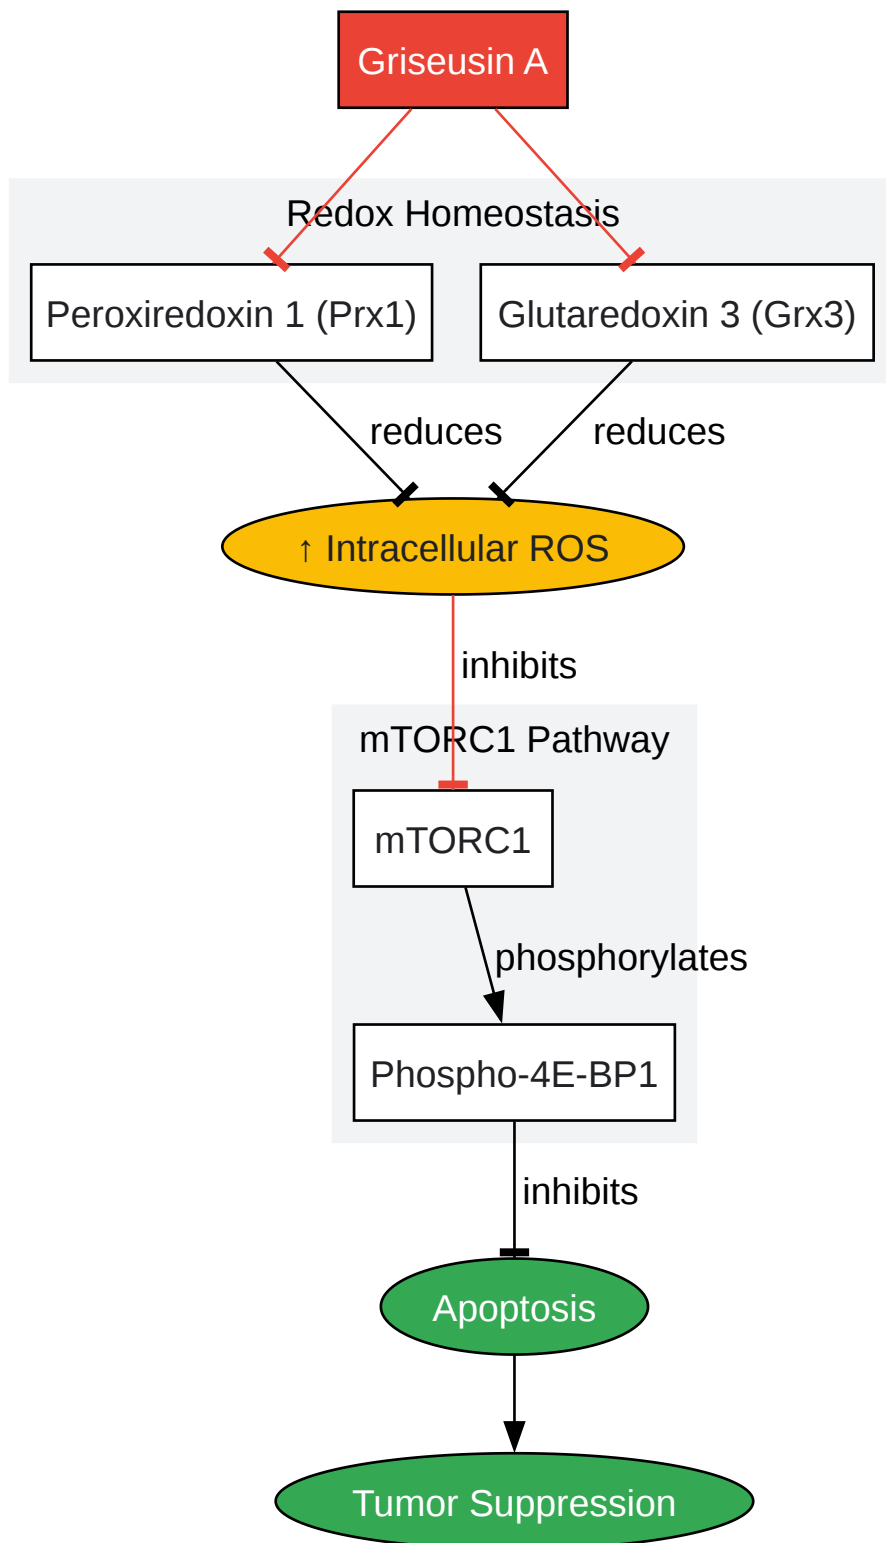 Griseusin A
Redox Homeostasis
Peroxiredoxin 1 (Prx1)
Glutaredoxin 3 (Grx3)
reduces
reduces
↑ Intracellular ROS
inhibits
mTORC1 Pathway
mTORC1
phosphorylates
Phospho-4E-BP1
inhibits
Apoptosis
Tumor Suppression